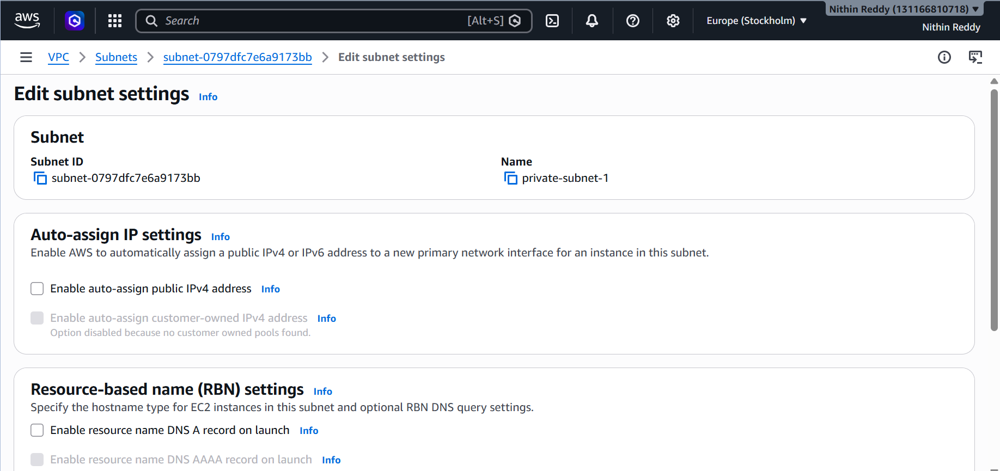 aws
Search [Alt+S]
Europe (Stockholm) ▼
Nithin Reddy (131166810718) ▼
Nithin Reddy
VPC > Subnets > subnet-0797dfc7e6a9173bb > Edit subnet settings
Edit subnet settings Info
Subnet
Subnet ID
subnet-0797dfc7e6a9173bb
Name
private-subnet-1
Auto-assign IP settings Info
Enable AWS to automatically assign a public IPv4 or IPv6 address to a new primary network interface for an instance in this subnet.
Enable auto-assign public IPv4 address Info
Enable auto-assign customer-owned IPv4 address Info
Option disabled because no customer owned pools found.
Resource-based name (RBN) settings Info
Specify the hostname type for EC2 instances in this subnet and optional RBN DNS query settings.
Enable resource name DNS A record on launch Info
Enable resource name DNS AAAA record on launch Info